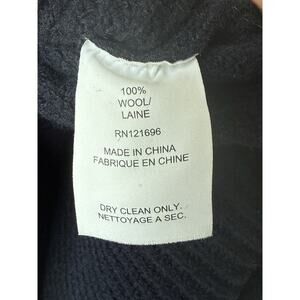 100%
WOOL/
LAINE
RN121696
MADE IN CHINA
FABRIQUE EN CHINE
DRY CLEAN ONLY.
NETTOYAGE A SEC.